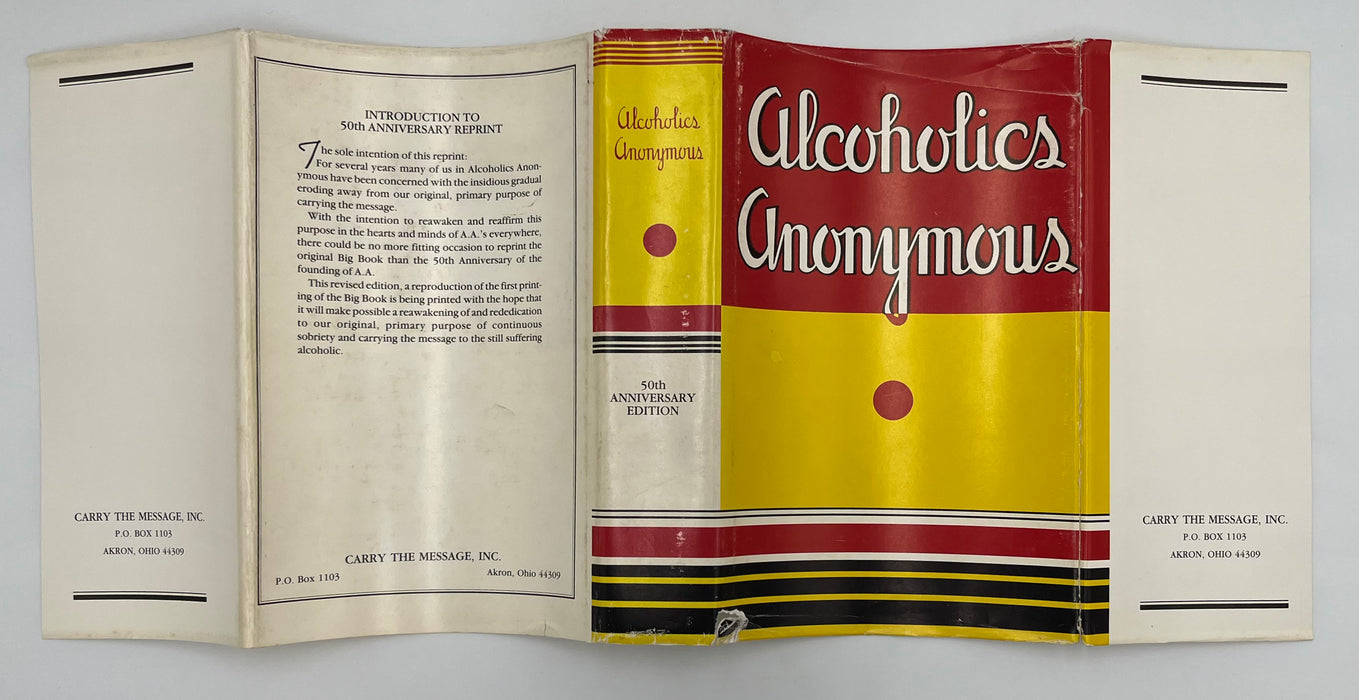 CARRY THE MESSAGE, INC.
P.O. BOX 1103
AKRON, OHIO 44309
INTRODUCTION TO
50th ANNIVERSARY REPRINT
The sole intention of this reprint:
For several years many of us in Alcoholics Anon-
ymous have been concerned with the insidious gradual
eroding away from our original, primary purpose of
carrying the message.
With the intention to reawaken and reaffirm this
purpose in the hearts and minds of A.A.'s everywhere,
there could be no more fitting occasion to reprint the
original Big Book than the 50th Anniversary of the
founding of A.A.
This revised edition, a reproduction of the first print-
ing of the Big Book is being printed with the hope that
it will make possible a reawakening of and rededication
to our original, primary purpose of continuous
sobriety and carrying the message to the still suffering
alcoholic.
CARRY THE MESSAGE, INC.
P.O. Box 1103 Akron, Ohio 44309
Alcoholics
Anonymous
50th
ANNIVERSARY
EDITION
Alcoholics
Anonymous
CARRY THE MESSAGE, INC.
P.O. BOX 1103
AKRON, OHIO 44309